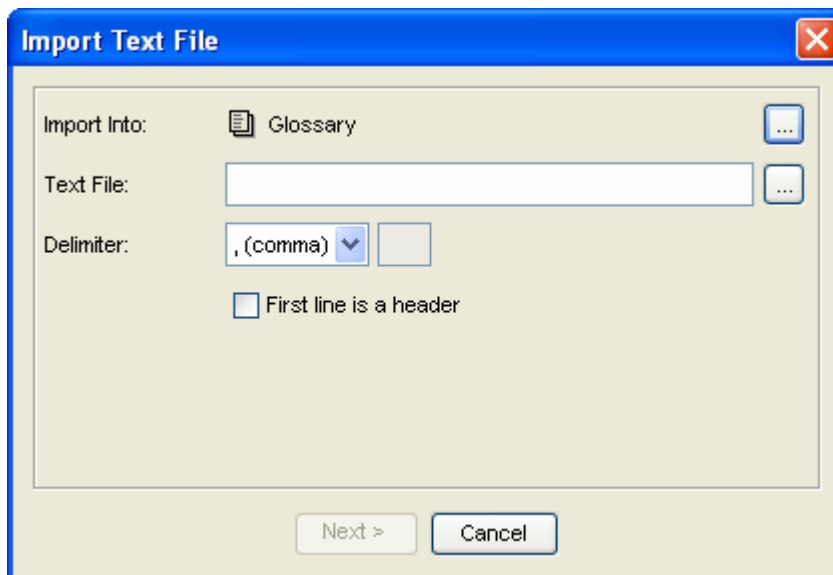 Import Text File
Import Into: Glossary ...
Text File: ...
Delimiter: , (comma)
First line is a header
Next > Cancel